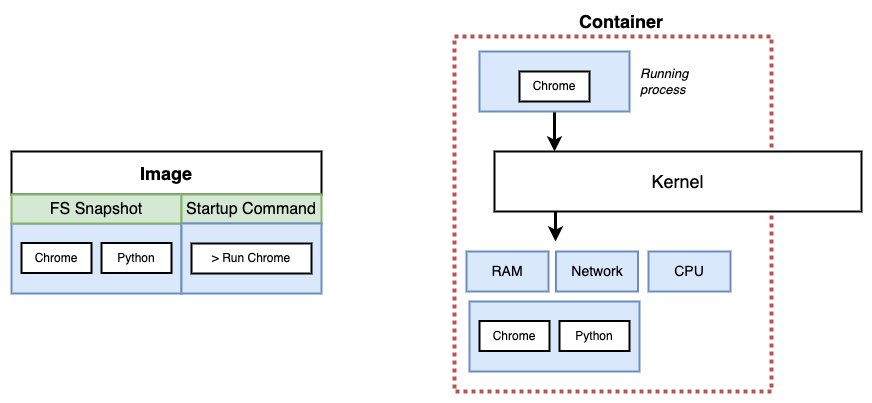 Container
Chrome
Running
process
Image
Kernel
FS Snapshot
Startup Command
Chrome
Python
> Run Chrome
RAM
Network
CPU
Chrome
Python